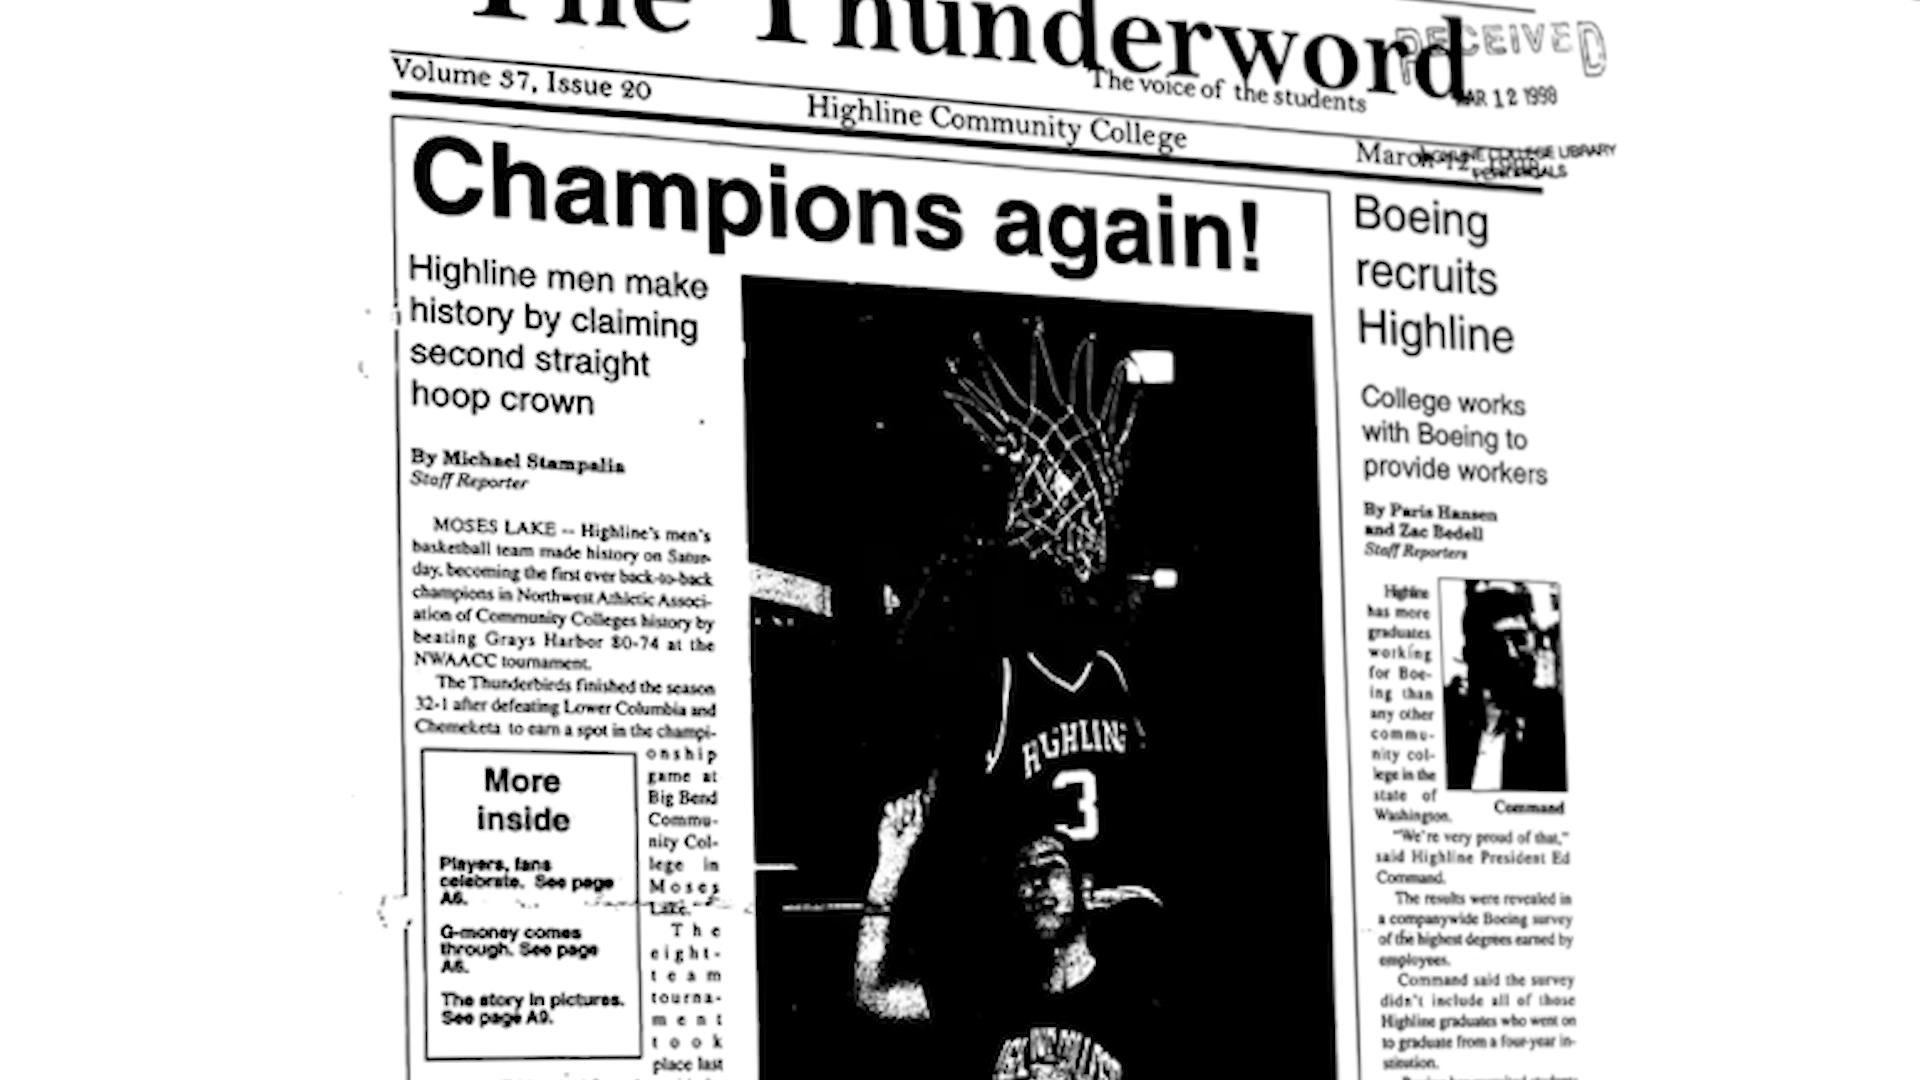 The Thunderword
RECEIVED
The voice of the students
MAR 12 1998
Volume 37, Issue 20
Highline Community College
March 12,
HIGHLINE COLLEGE LIBRARY
PERIODICALS
Champions again!
Highline men make
history by claiming
second straight
hoop crown
By Michael Stampalia
Staff Reporter
MOSES LAKE -- Highline's men's
basketball team made history on Satur-
day, becoming the first ever back-to-back
champions in Northwest Athletic Associ-
ation of Community Colleges history by
beating Grays Harbor 80-74 at the
NWAACC tournament.
The Thunderbirds finished the season
32-1 after defeating Lower Columbia and
Chemeketa to earn a spot in the champi-
onship
game at
Big Bend
Commu-
nity Col-
lege in
Moses
Lake.
The
eight-
team
tourna-
ment
took
place last
More
inside
Players, fans
celebrate. See page
A6.
G-money comes
through. See page
A6.
The story in pictures.
See page A9.
HIGHLINE
3
Boeing
recruits
Highline
College works
with Boeing to
provide workers
By Paris Hansen
and Zac Bedell
Staff Reporters
Highline
has more
graduates
working
for Boe-
ing than
any other
commu-
nity col-
lege in the
state of
Washington.
Command
"We're very proud of that,"
said Highline President Ed
Command.
The results were revealed in
a companywide Boeing survey
of the highest degrees earned by
employees.
Command said the survey
didn't include all of those
Highline graduates who went on
to graduate from a four-year in-
stitution.